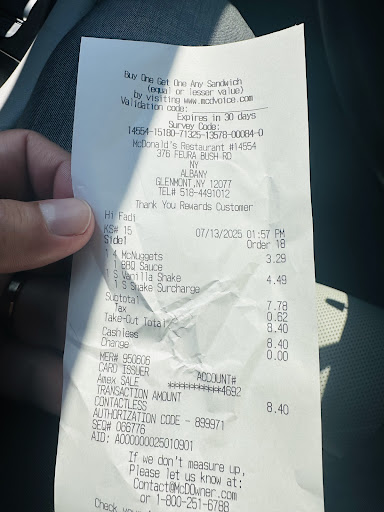 Buy One Get One Any Sandwich
(equal or lesser value)
by visiting www.mcdvoice.com
Validation code:
Expires in 30 days
Survey Code:
14554-15180-71325-13578-00084-0
McDonald's Restaurant #14554
376 FEURA BUSH RD
NY
ALBANY
GLENMONT,NY 12077
TEL# 518-4491012
Thank You Rewards Customer
Hi Fadi
KS# 15 07/13/2025 01:57 PM
Side1 Order 18
1 4 McNuggets 3.29
1 BBQ Sauce
1 S Vanilla Shake 4.49
1 S Shake Surcharge
Subtotal 7.78
Tax 0.62
Take-Out Total 8.40
Cashless 8.40
Change 0.00
MER# 950606
CARD ISSUER ACCOUNT#
Amex SALE ***********4692
TRANSACTION AMOUNT 8.40
CONTACTLESS
AUTHORIZATION CODE - 899971
SEQ# 066776
AID: A000000025010901
If we don't measure up,
Please let us know at:
Contact@McDOwner.com
or 1-800-251-6788
Check your